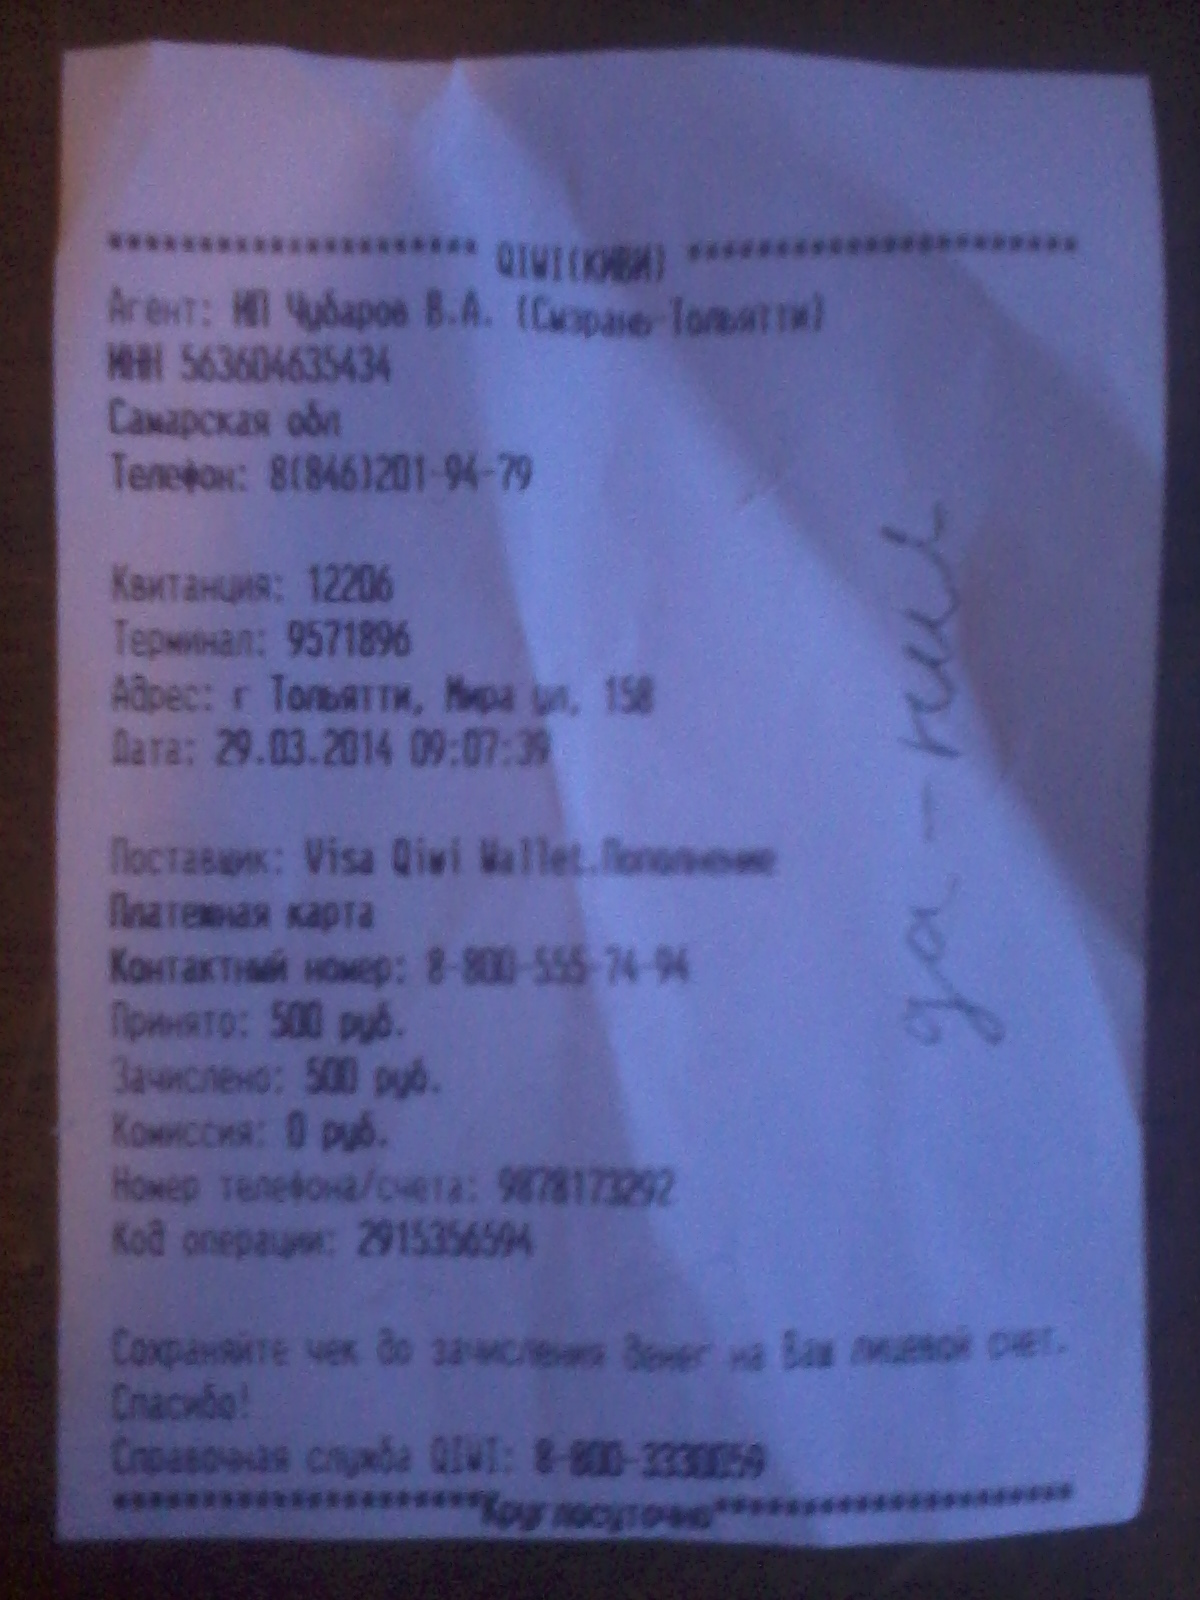 ********************** QIWI(КИВИ) **********************
Агент: ИП Чубаров В.А. (Сызрань-Тольятти)
ИНН 563604635434
Самарская обл
Телефон: 8(846)201-94-79
Квитанция: 12206
Терминал: 9571896
Адрес: г Тольятти, Мира ул, 158
Дата: 29.03.2014 09:07:39
Поставщик: Visa Qiwi Wallet.Пополнение
Платежная карта
Контактный номер: 8-800-555-74-94
Принято: 500 руб.
Зачислено: 500 руб.
Комиссия: 0 руб.
Номер телефона/счета: 9878173292
Код операции: 2915356594
Сохраняйте чек до зачисления денег на Ваш лицевой счет.
Спасибо!
Справочная служба QIWI: 8-800-3330059
**********************Круглосуточно**********************